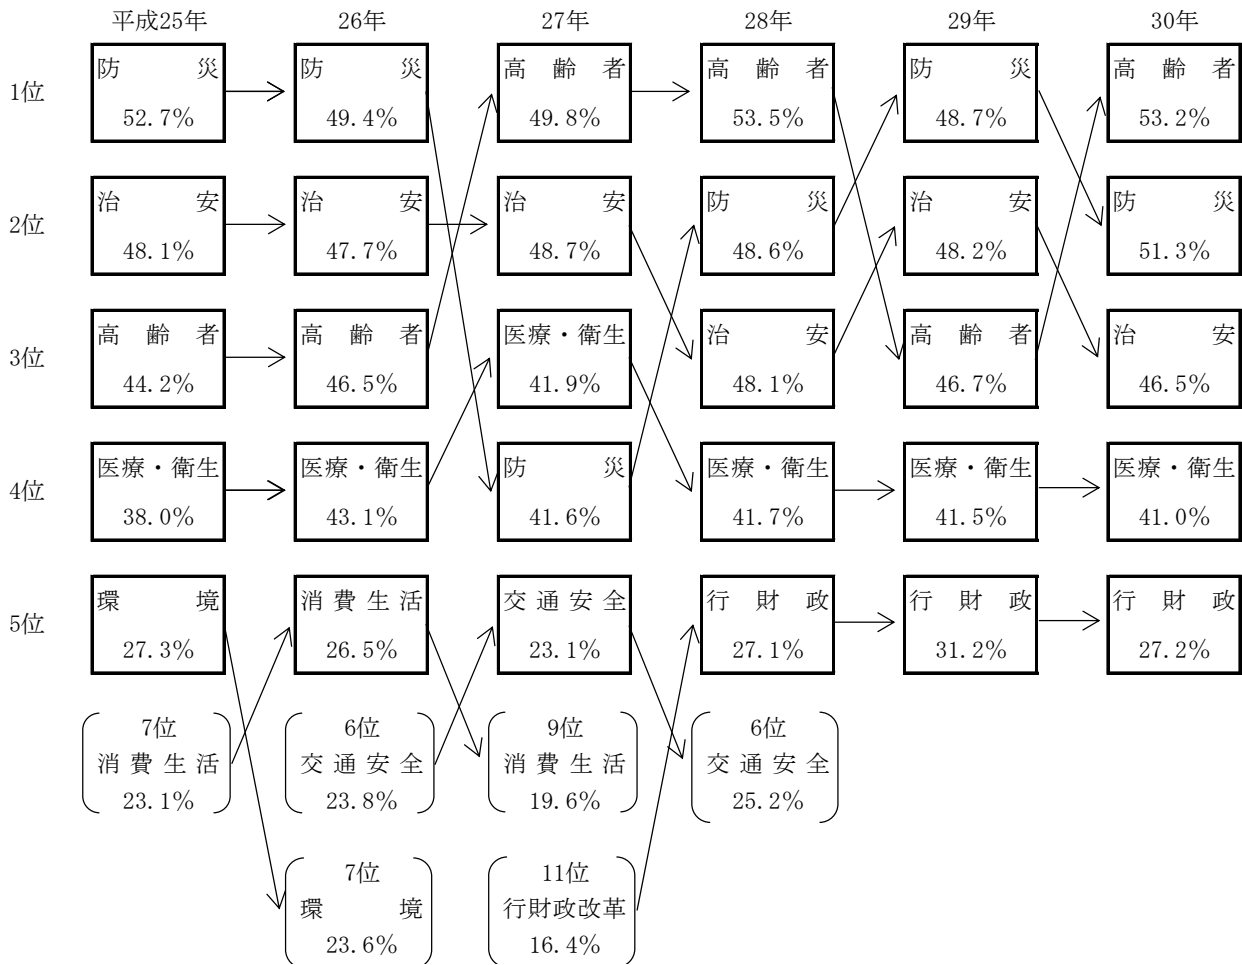 平成25年 26年 27年 28年 29年 30年
1位
防災 防災 高齢者 高齢者 防災 高齢者
52.7% 49.4% 49.8% 53.5% 48.7% 53.2%
2位
治安 治安 治安 防災 治安 防災
48.1% 47.7% 48.7% 48.6% 48.2% 51.3%
3位
高齢者 高齢者 医療・衛生 治安 高齢者 治安
44.2% 46.5% 41.9% 48.1% 46.7% 46.5%
4位
医療・衛生 医療・衛生 防災 医療・衛生 医療・衛生 医療・衛生
38.0% 43.1% 41.6% 41.7% 41.5% 41.0%
5位
環境 消費生活 交通安全 行財政 行財政 行財政
27.3% 26.5% 23.1% 27.1% 31.2% 27.2%
7位 6位 9位 6位
消費生活 交通安全 消費生活 交通安全
23.1% 23.8% 19.6% 25.2%
7位 11位
環境 行財政改革
23.6% 16.4%